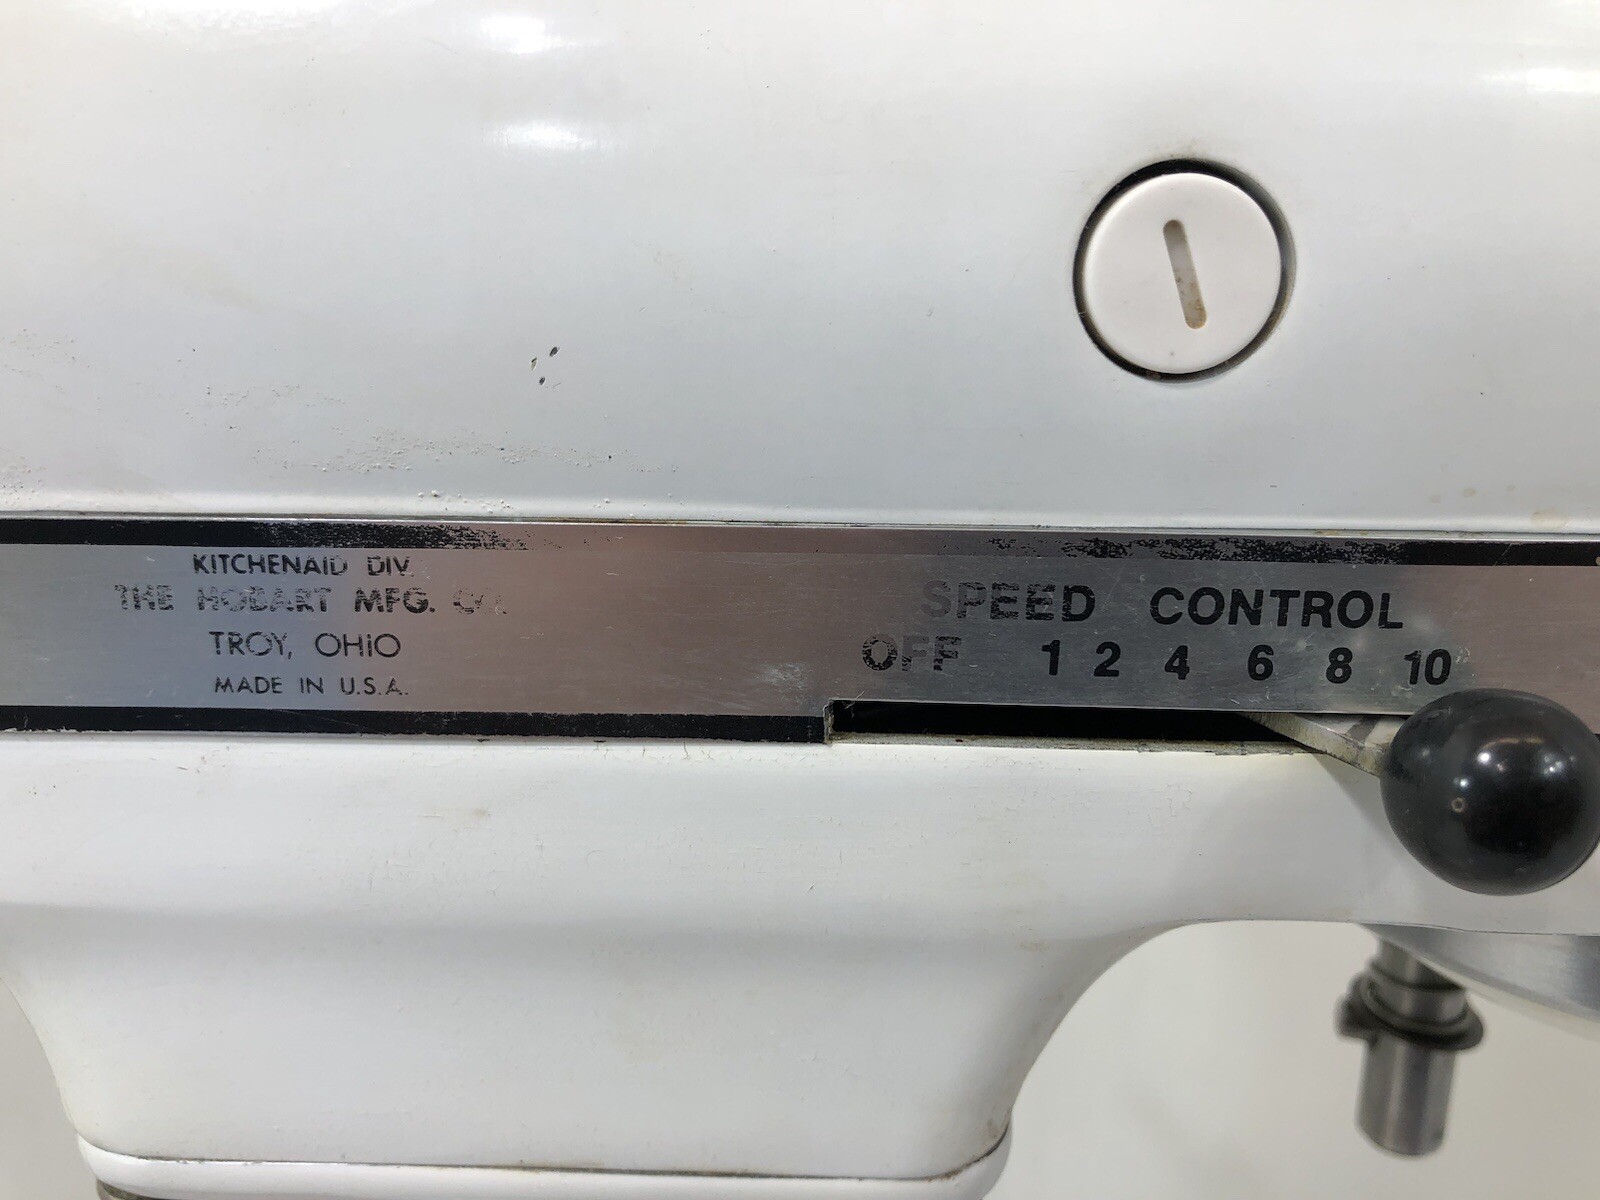 KITCHENAID DIV.
THE HOBART MFG. CO.
TROY, OHIO
MADE IN U.S.A.
SPEED CONTROL
OFF 1 2 4 6 8 10